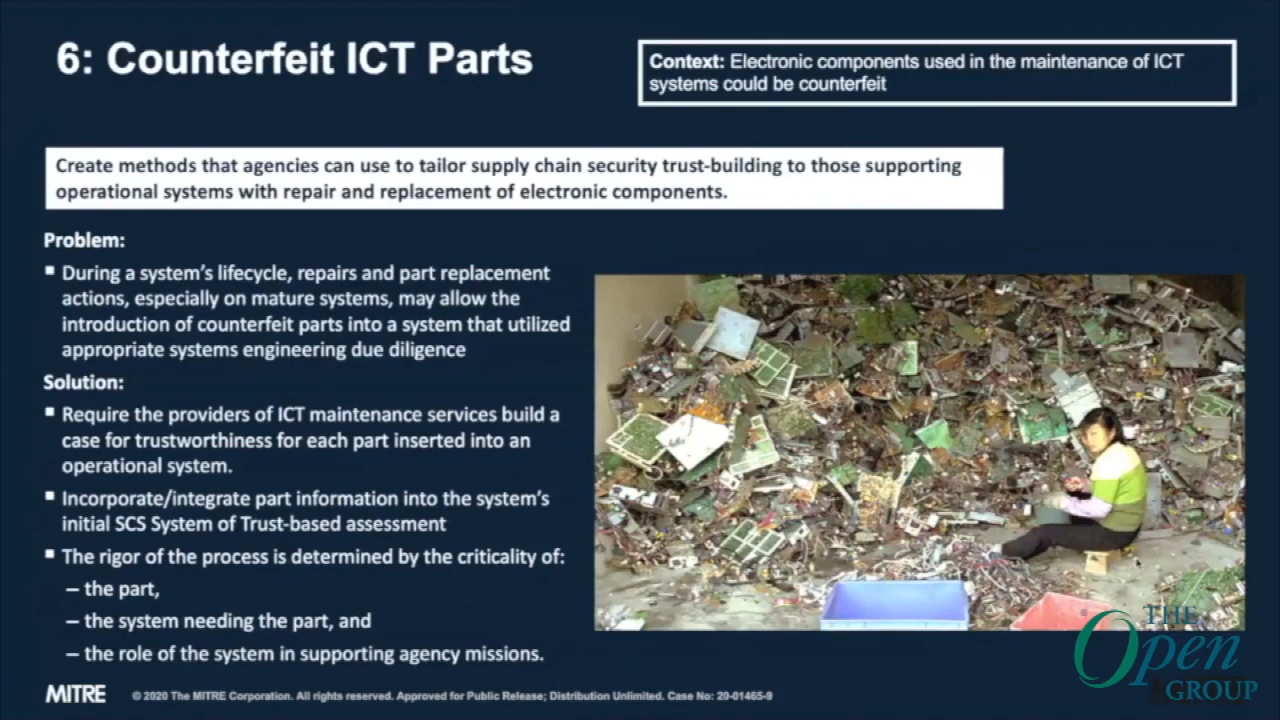 6: Counterfeit ICT Parts
Context: Electronic components used in the maintenance of ICT
systems could be counterfeit
Create methods that agencies can use to tailor supply chain security trust-building to those supporting
operational systems with repair and replacement of electronic components.
Problem:
▪ During a system's lifecycle, repairs and part replacement
actions, especially on mature systems, may allow the
introduction of counterfeit parts into a system that utilized
appropriate systems engineering due diligence
Solution:
▪ Require the providers of ICT maintenance services build a
case for trustworthiness for each part inserted into an
operational system.
▪ Incorporate/integrate part information into the system's
initial SCS System of Trust-based assessment
▪ The rigor of the process is determined by the criticality of:
– the part,
– the system needing the part, and
– the role of the system in supporting agency missions.
MITRE
© 2020 The MITRE Corporation. All rights reserved. Approved for Public Release; Distribution Unlimited. Case No: 20-01465-9
THE
Open
GROUP